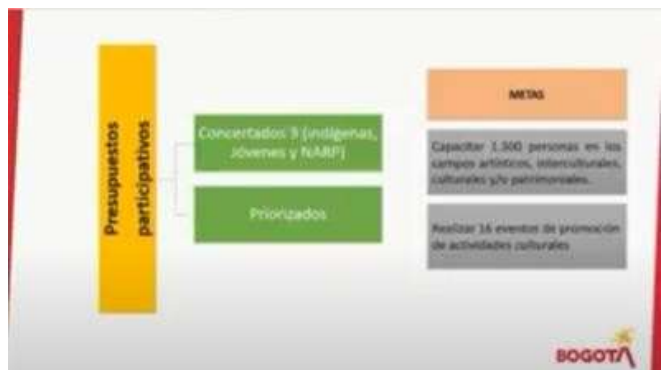 Presupuestos
participativos
Concertados 9 (indígenas,
Jóvenes y NARP)
Priorizados
METAS
Capacitar 1.300 personas en los
campos artísticos, interculturales,
culturales y/o patrimoniales.
Realizar 16 eventos de promoción
de actividades culturales
BOGOTÁ